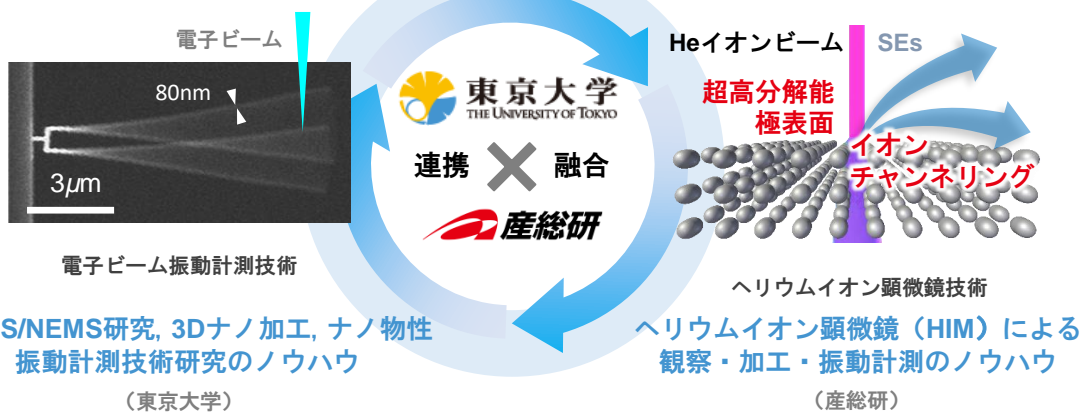 電子ビーム
80nm
3μm
電子ビーム振動計測技術
S/NEMS研究, 3Dナノ加工, ナノ物性
振動計測技術研究のノウハウ
（東京大学）
東京大学
THE UNIVERSITY OF TOKYO
連携 × 融合
産総研
Heイオンビーム
SEs
超高分解能
極表面
イオン
チャンネリング
ヘリウムイオン顕微鏡技術
ヘリウムイオン顕微鏡（HIM）による
観察・加工・振動計測のノウハウ
（産総研）